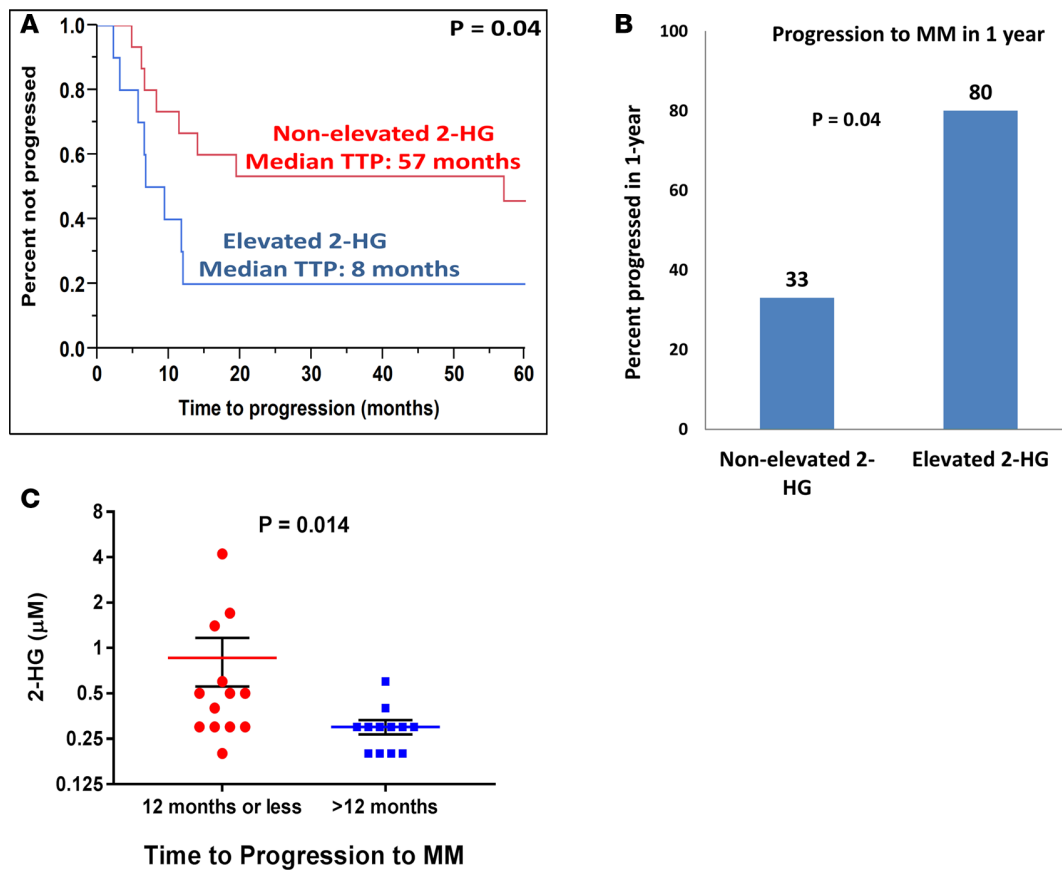 A
P = 0.04
Percent not progressed
1.0
0.8
0.6
0.4
0.2
0.0
Non-elevated 2-HG
Median TTP: 57 months
Elevated 2-HG
Median TTP: 8 months
0 10 20 30 40 50 60
Time to progression (months)
B
Progression to MM in 1 year
P = 0.04
Percent progressed in 1-year
100
80
60
40
20
0
33
80
Non-elevated 2-
HG
Elevated 2-HG
C
P = 0.014
2-HG (μM)
8
4
2
1
0.5
0.25
0.125
12 months or less >12 months
Time to Progression to MM